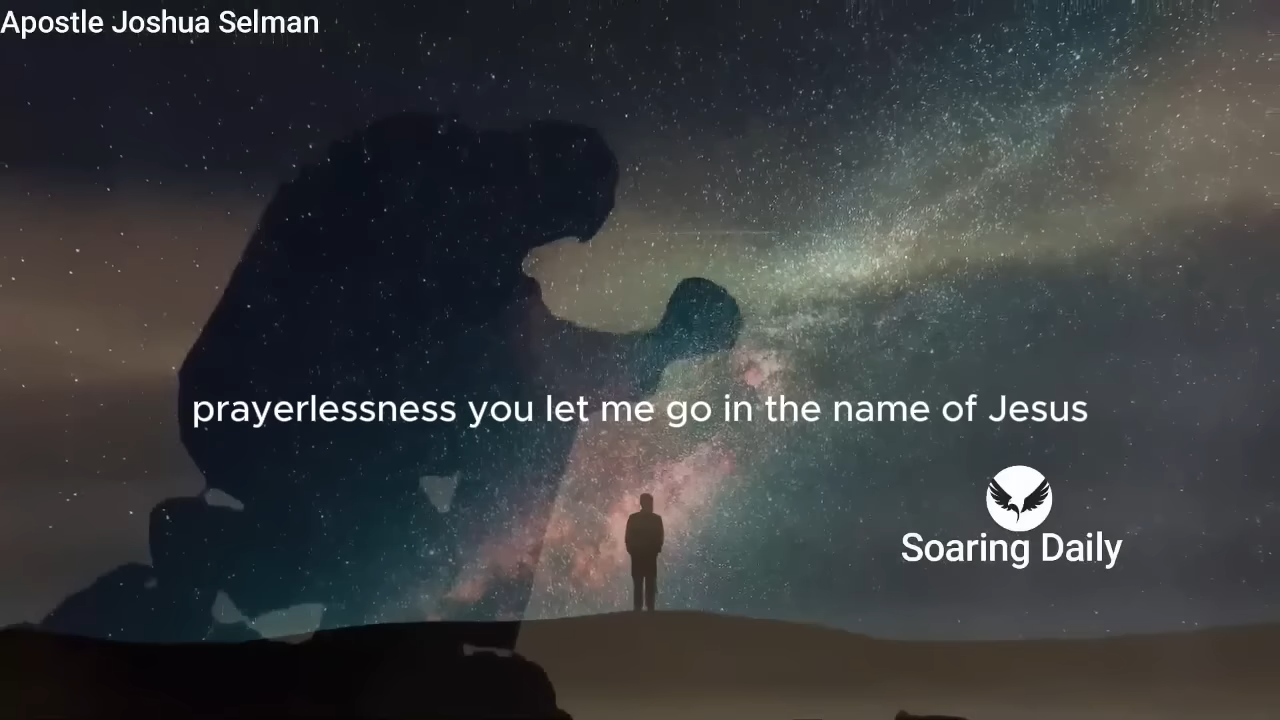 Apostle Joshua Selman
prayerlessness you let me go in the name of Jesus
Soaring Daily